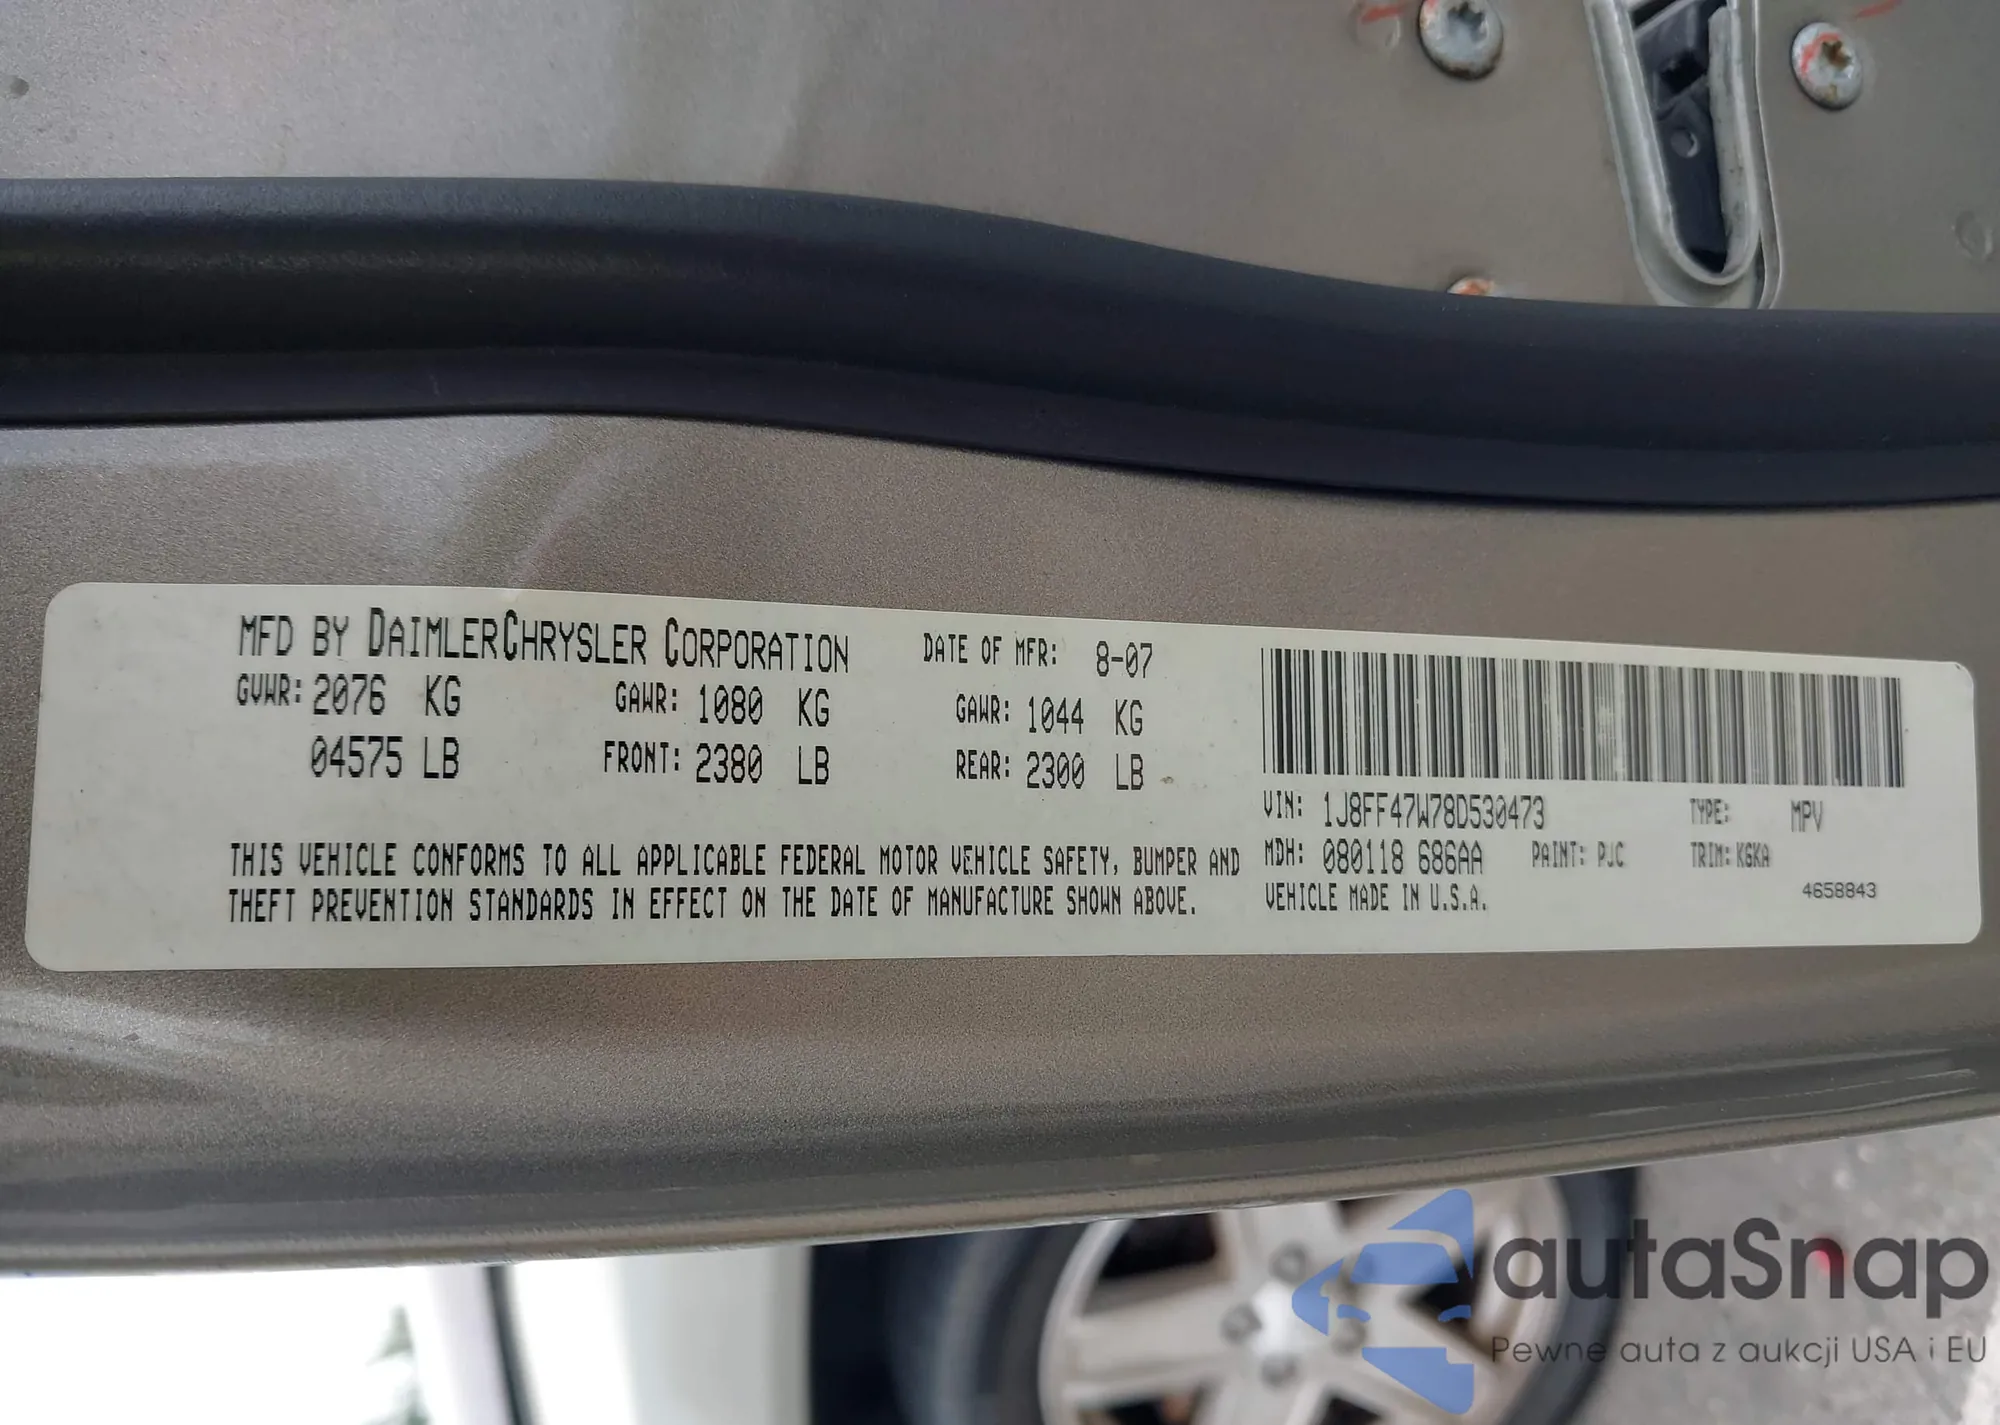 MFD BY DAIMLERCHRYSLER CORPORATION DATE OF MFR: 8-07
GVWR: 2076 KG GAWR: 1080 KG GAWR: 1044 KG
04575 LB FRONT: 2380 LB REAR: 2300 LB
THIS VEHICLE CONFORMS TO ALL APPLICABLE FEDERAL MOTOR VEHICLE SAFETY, BUMPER AND
THEFT PREVENTION STANDARDS IN EFFECT ON THE DATE OF MANUFACTURE SHOWN ABOVE.
VIN: 1J8FF47W78D530473 TYPE: MPV
MDH: 080118 686AA PAINT: PJC TRIM: KGKA
VEHICLE MADE IN U.S.A. 4658843
autaSnap
Pewne auta z aukcji USA i EU